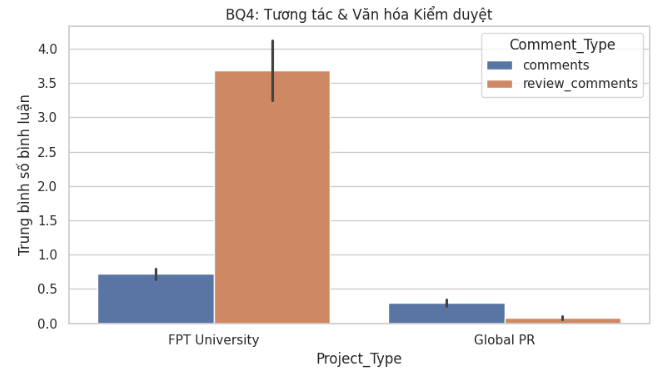 BQ4: Tương tác & Văn hóa Kiểm duyệt
Comment_Type
comments
review_comments
Trung bình số bình luận
4.0
3.5
3.0
2.5
2.0
1.5
1.0
0.5
0.0
FPT University
Global PR
Project_Type